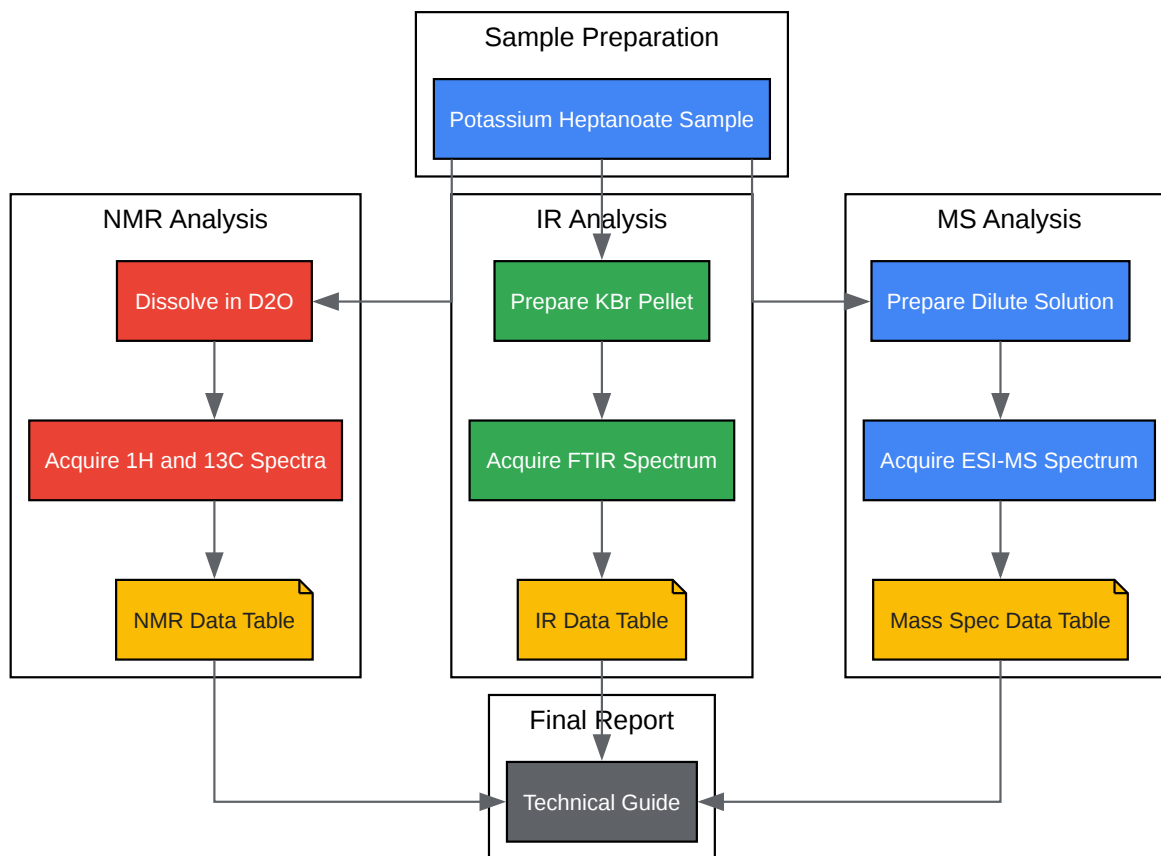 Sample Preparation
Potassium Heptanoate Sample
NMR Analysis
IR Analysis
MS Analysis
Dissolve in D2O
Prepare KBr Pellet
Prepare Dilute Solution
Acquire 1H and 13C Spectra
Acquire FTIR Spectrum
Acquire ESI-MS Spectrum
NMR Data Table
IR Data Table
Mass Spec Data Table
Final Report
Technical Guide